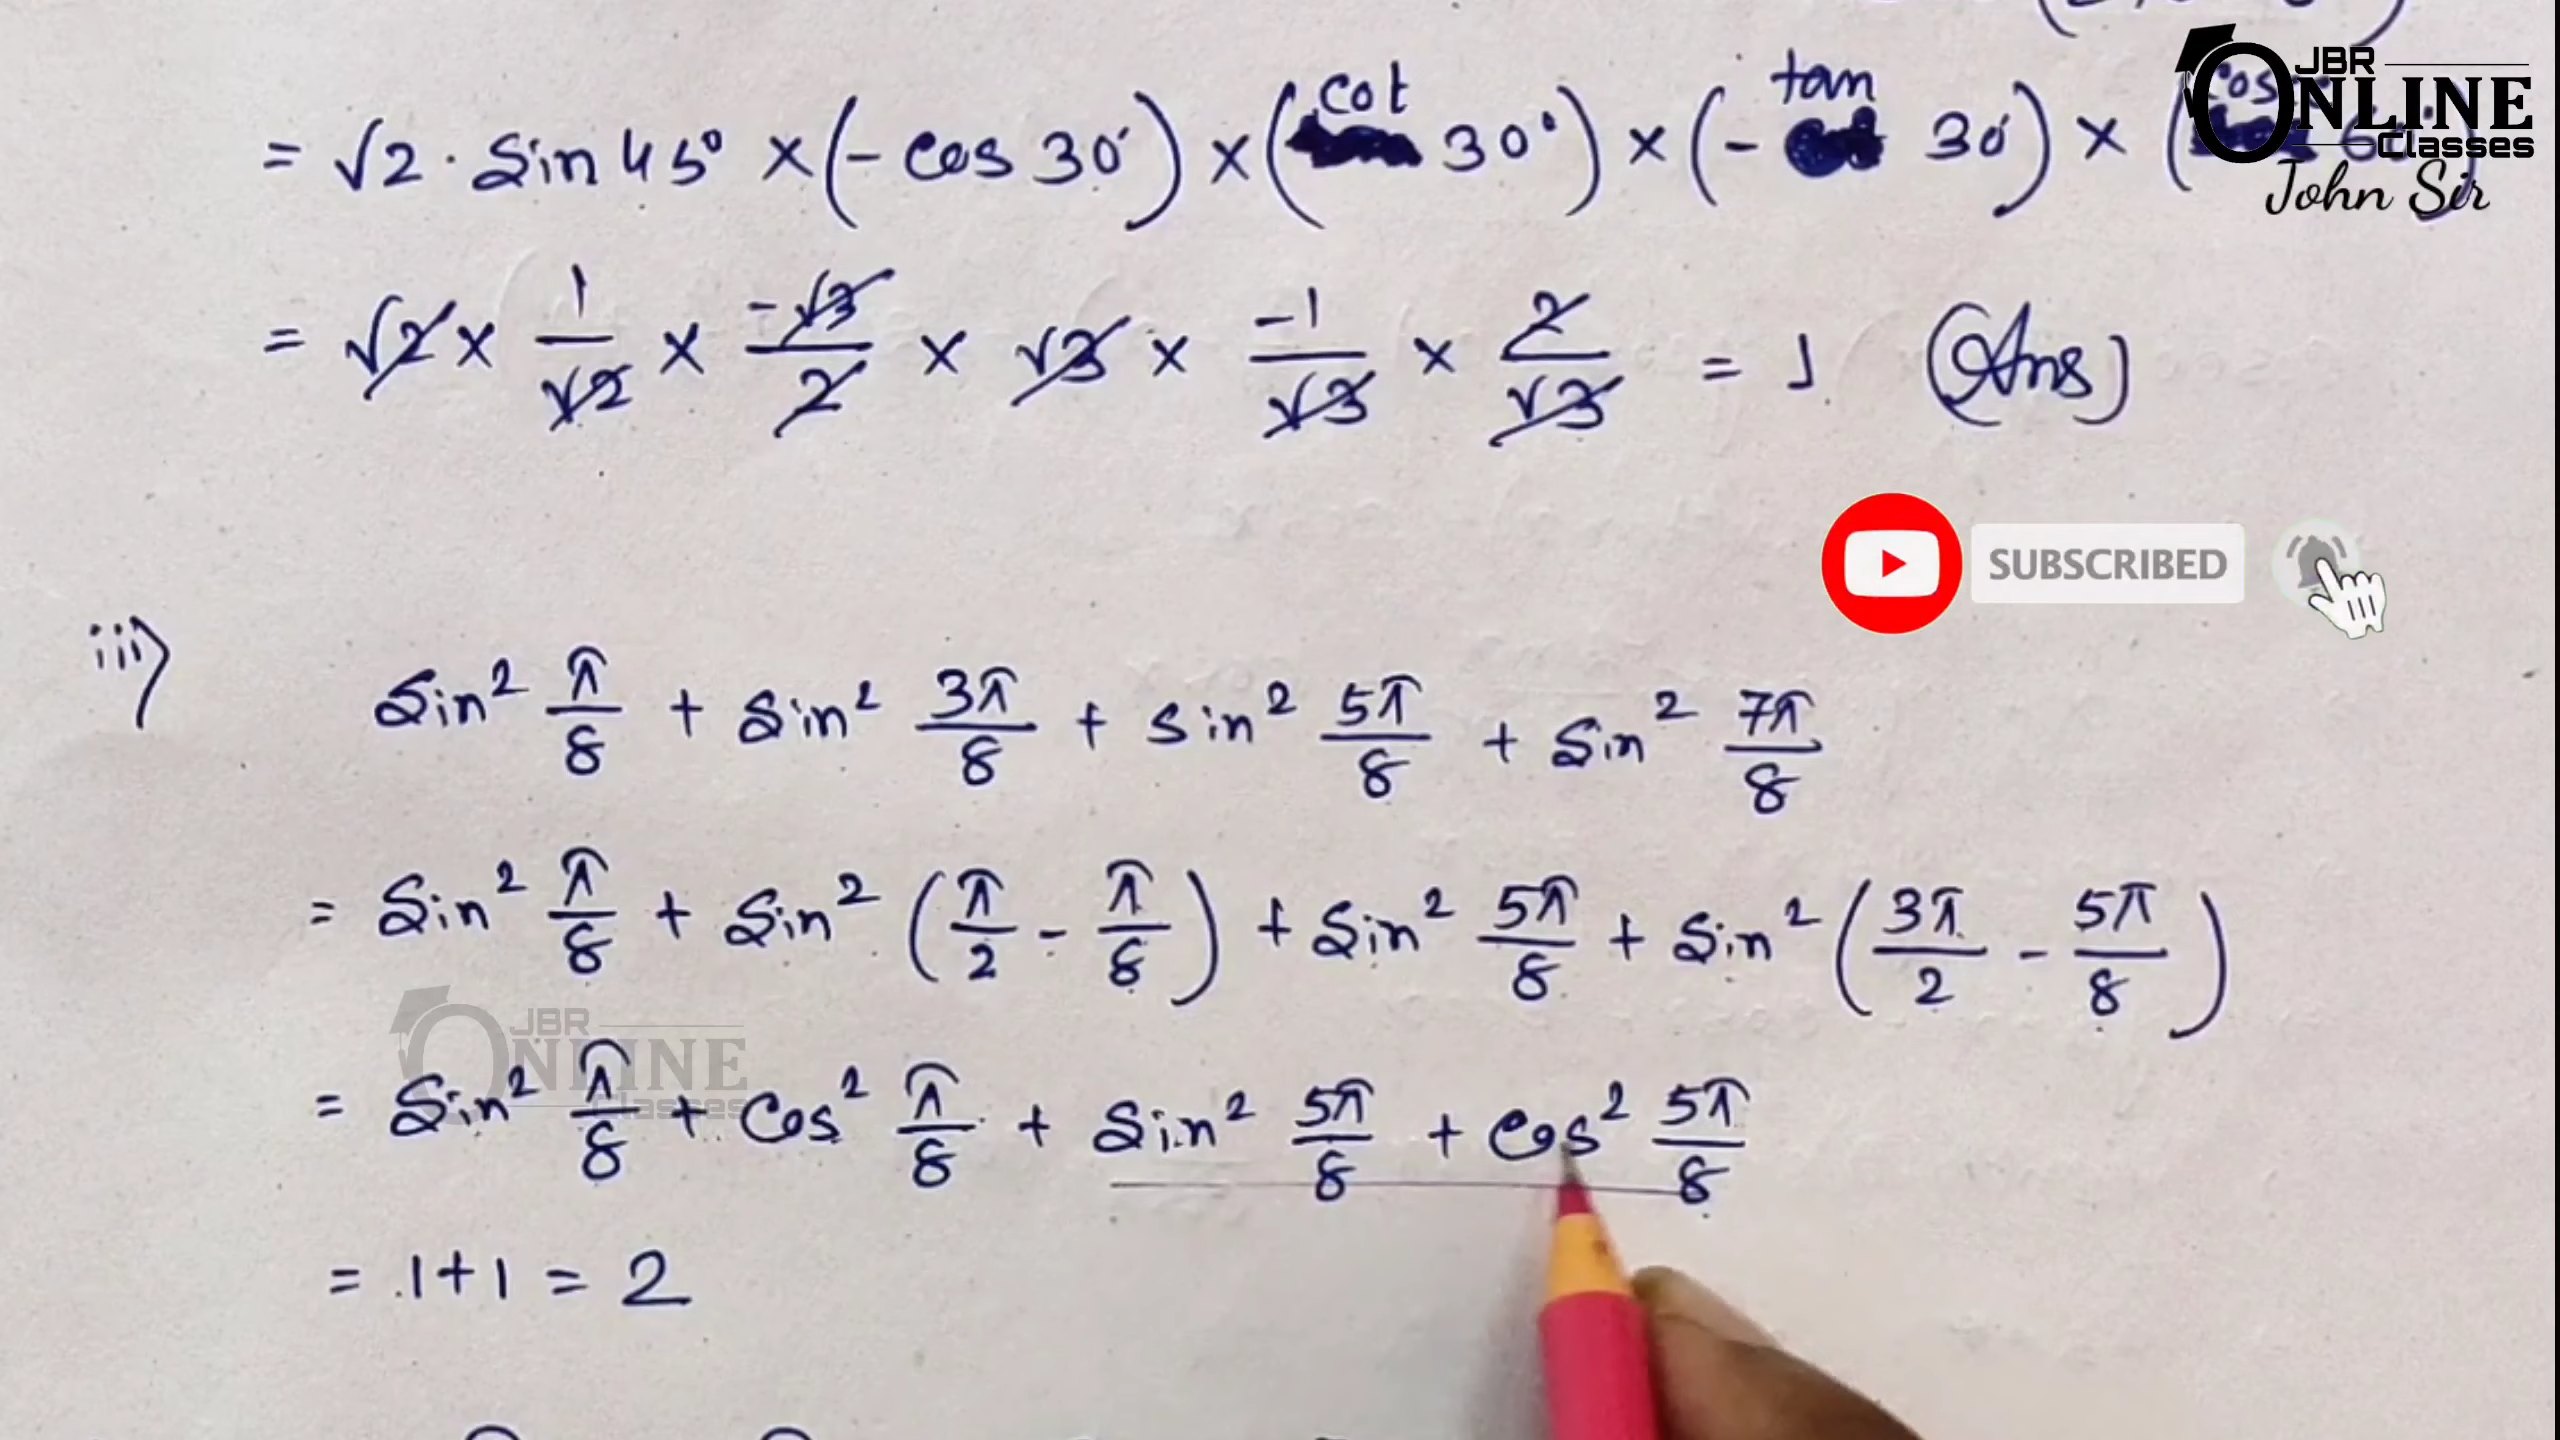 JBR
ONLINE
Classes
John Sir
= √2 · Sin 45° × (- cos 30°) × (cot 30°) × (- tan 30°) ×
= √2 × 1/√2 × -√3/2 × √3 × -1/√3 × 2/√3 = 1 (Ans)
SUBSCRIBED
iii) Sin² π/8 + Sin² 3π/8 + sin² 5π/8 + Sin² 7π/8
= Sin² π/8 + Sin² (π/2 - π/8) + Sin² 5π/8 + Sin² (3π/2 - 5π/8)
JBR
ONLINE
Classes
= Sin² π/8 + Cos² π/8 + Sin² 5π/8 + Cos² 5π/8
= 1+1 = 2